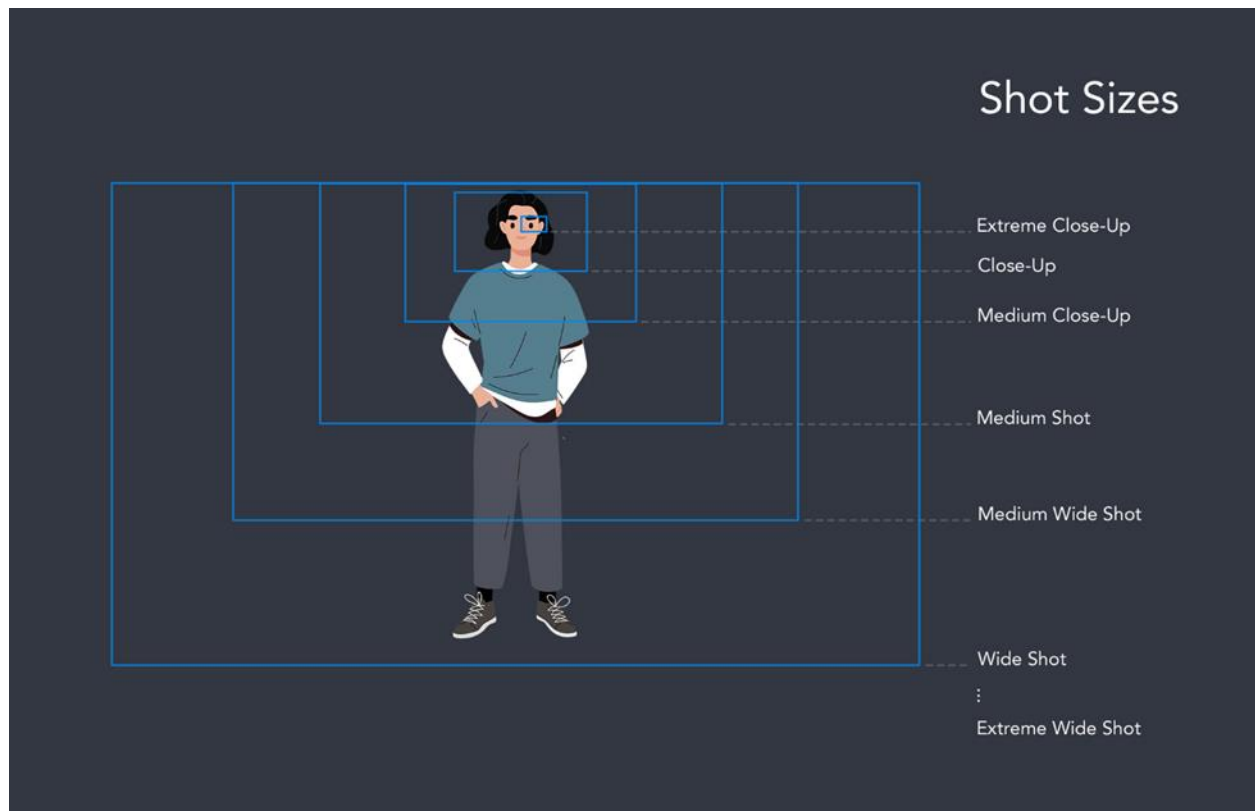 Shot Sizes
Extreme Close-Up
Close-Up
Medium Close-Up
Medium Shot
Medium Wide Shot
Wide Shot
⋮
Extreme Wide Shot